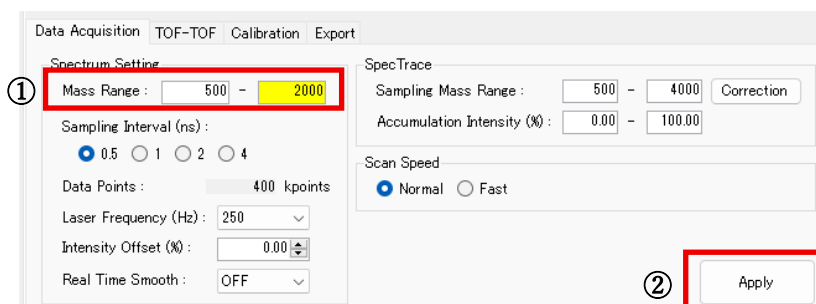 Data Acquisition TOF-TOF Calibration Export
Spectrum Setting
① Mass Range : 500 - 2000
Sampling Interval (ns) :
0.5 1 2 4
Data Points : 400 kpoints
Laser Frequency (Hz) : 250
Intensity Offset (%) : 0.00
Real Time Smooth : OFF
SpecTrace
Sampling Mass Range : 500 - 4000 Correction
Accumulation Intensity (%) : 0.00 - 100.00
Scan Speed
Normal Fast
② Apply